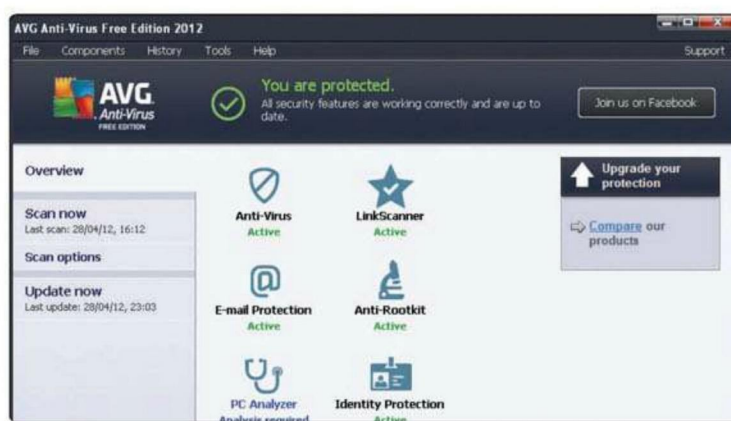 AVG Anti-Virus Free Edition 2012
File Components History Tools Help Support
AVG
Anti-Virus
FREE EDITION
You are protected.
All security features are working correctly and are up to
date.
Join us on Facebook
Overview
Scan now
Last scan: 28/04/12, 16:12
Scan options
Update now
Last update: 28/04/12, 23:03
Anti-Virus
Active
LinkScanner
Active
E-mail Protection
Active
Anti-Rootkit
Active
PC Analyzer
Analysis required
Identity Protection
Active
Upgrade your
protection
Compare our
products